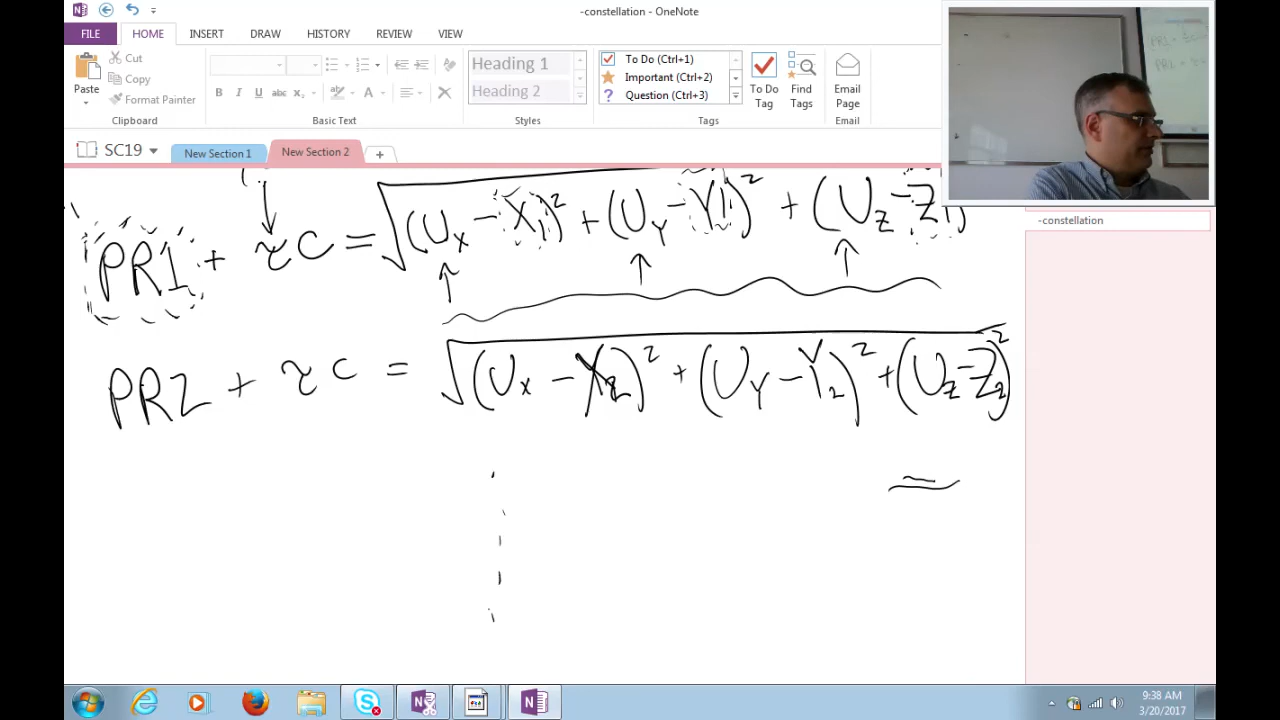 -constellation - OneNote
FILE HOME INSERT DRAW HISTORY REVIEW VIEW
Paste
Cut
Copy
Format Painter
Clipboard
B I U abc x₂ A
Basic Text
Heading 1
Heading 2
Styles
To Do (Ctrl+1)
Important (Ctrl+2)
? Question (Ctrl+3)
Tags
To Do Tag
Find Tags
Email Page
Email
SC19 New Section 1 New Section 2 +
-constellation
PR1 + τ C = √(Ux - X1)² + (Uy - Y1)² + (Uz - Z1)
PR2 + τ C = √(Ux - X2)² + (Uy - Y2)² + (Uz - Z2)²
9:38 AM
3/20/2017